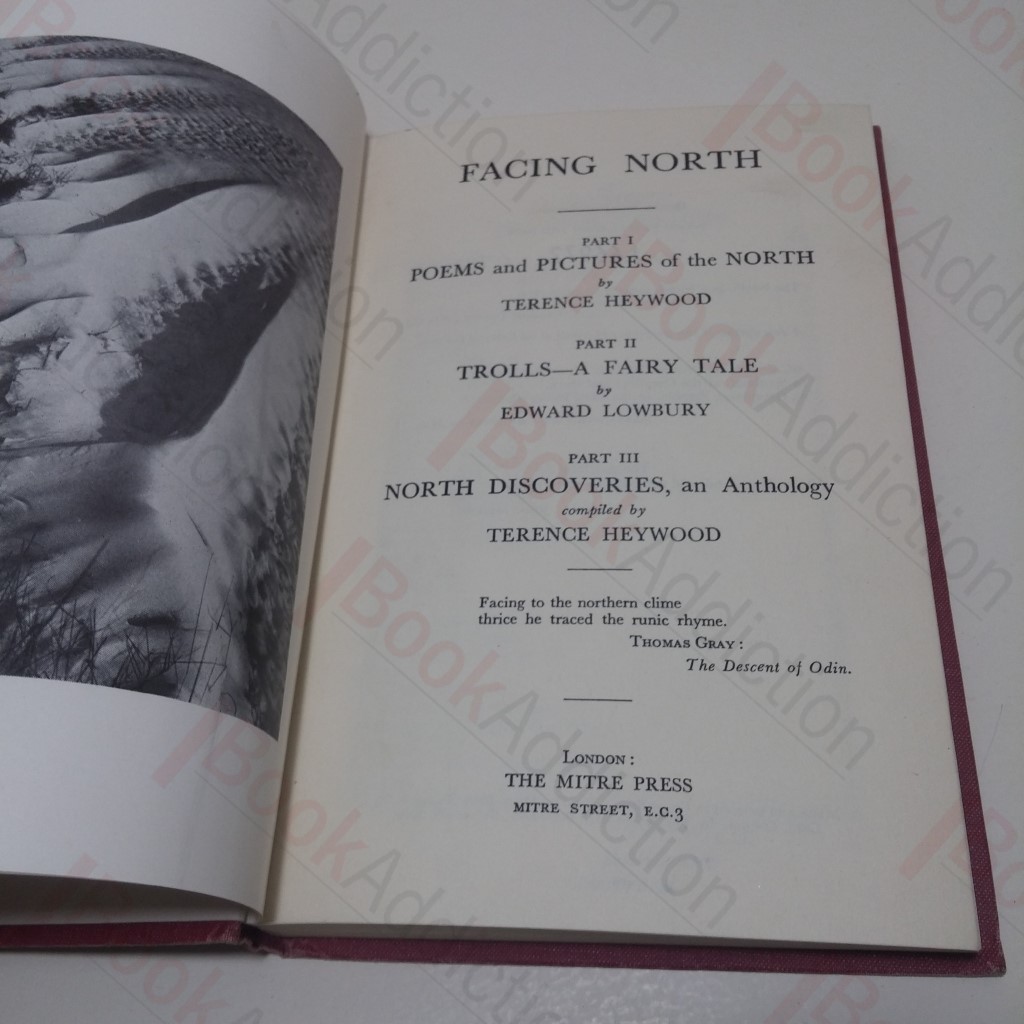 FACING NORTH
PART I
POEMS and PICTURES of the NORTH
by
TERENCE HEYWOOD
PART II
TROLLS—A FAIRY TALE
by
EDWARD LOWBURY
PART III
NORTH DISCOVERIES, an Anthology
compiled by
TERENCE HEYWOOD
Facing to the northern clime
thrice he traced the runic rhyme.
THOMAS GRAY:
The Descent of Odin.
LONDON:
THE MITRE PRESS
MITRE STREET, E.C.3
BookAddiction